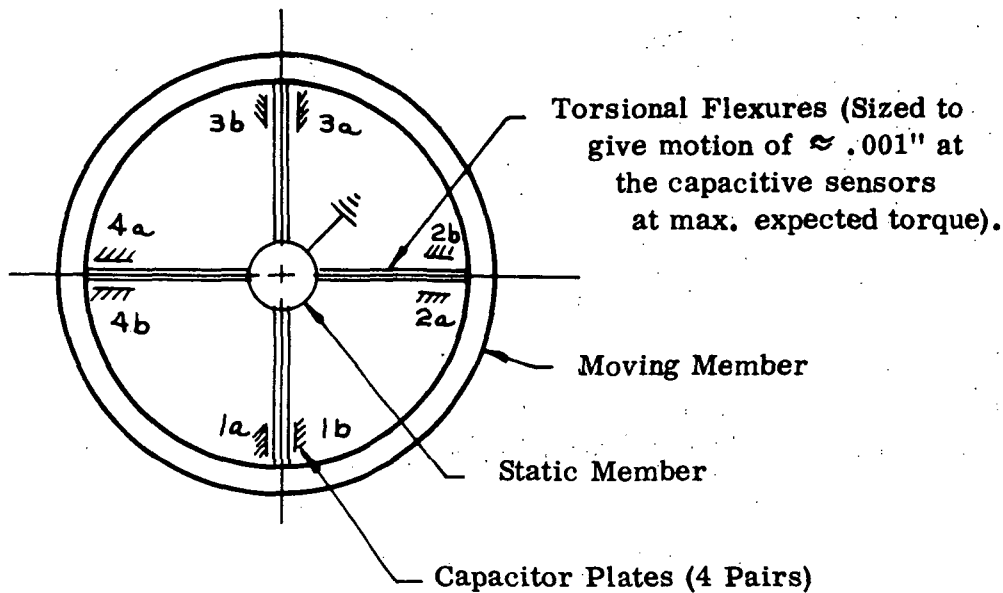 Torsional Flexures (Sized to
give motion of ≈ .001" at
the capacitive sensors
at max. expected torque).
3b 3a
4a 2b
4b 2a
Moving Member
1a 1b
Static Member
Capacitor Plates (4 Pairs)